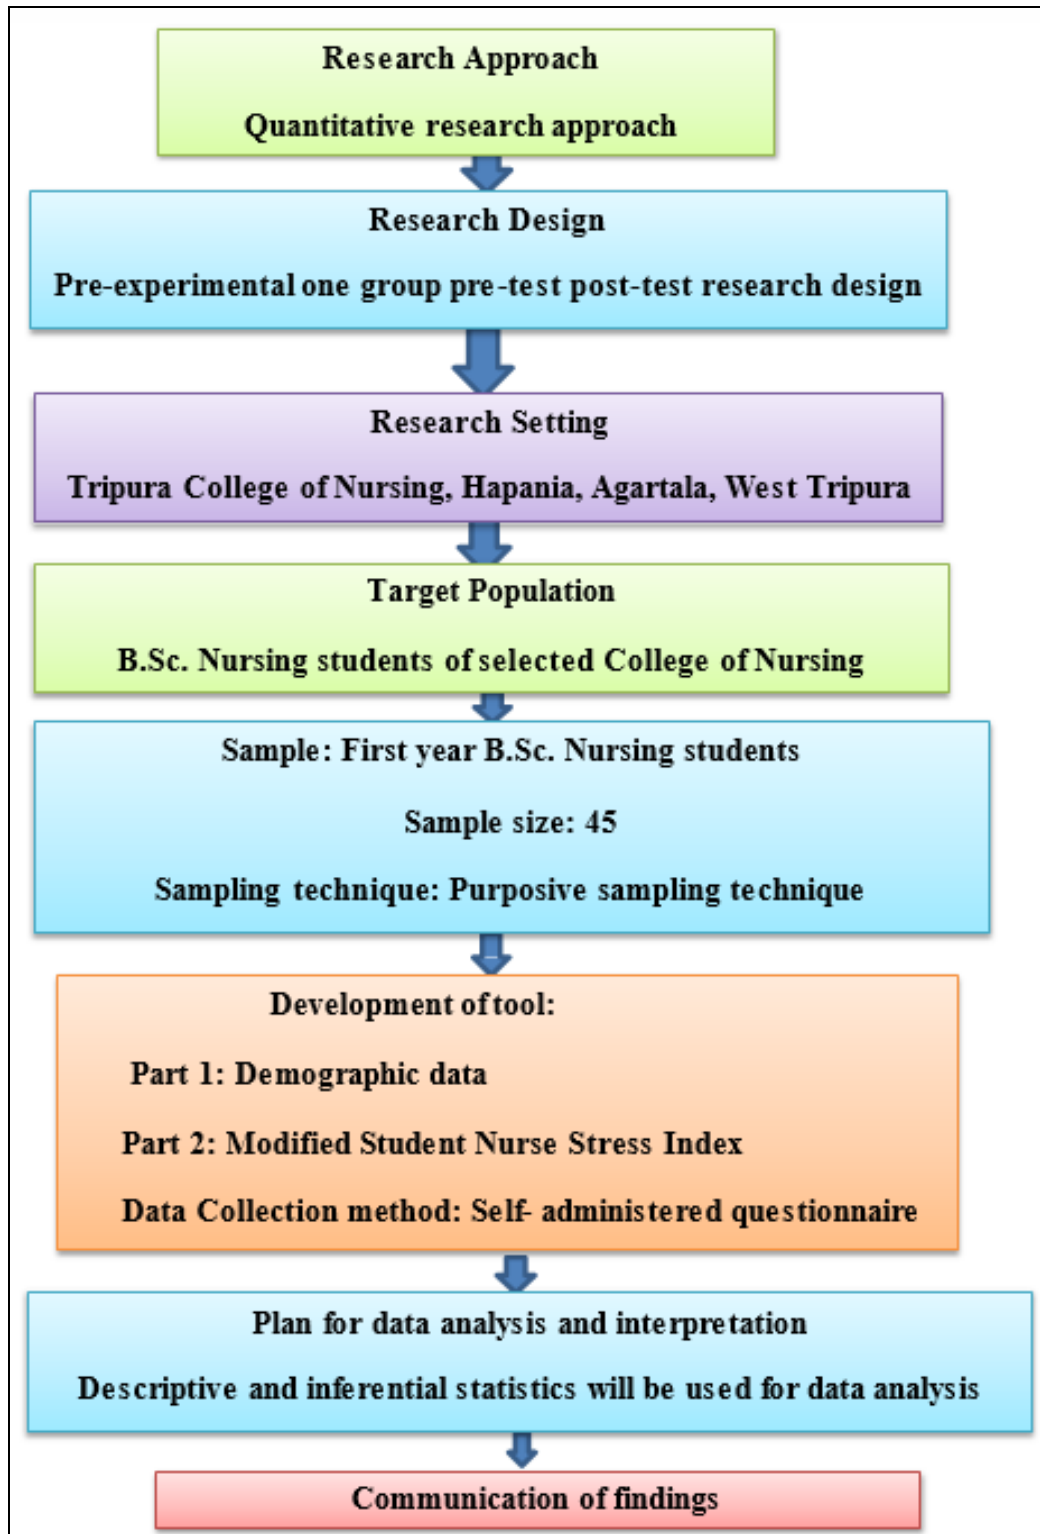 Research Approach
Quantitative research approach
Research Design
Pre-experimental one group pre-test post-test research design
Research Setting
Tripura College of Nursing, Hapania, Agartala, West Tripura
Target Population
B.Sc. Nursing students of selected College of Nursing
Sample: First year B.Sc. Nursing students
Sample size: 45
Sampling technique: Purposive sampling technique
Development of tool:
Part 1: Demographic data
Part 2: Modified Student Nurse Stress Index
Data Collection method: Self- administered questionnaire
Plan for data analysis and interpretation
Descriptive and inferential statistics will be used for data analysis
Communication of findings